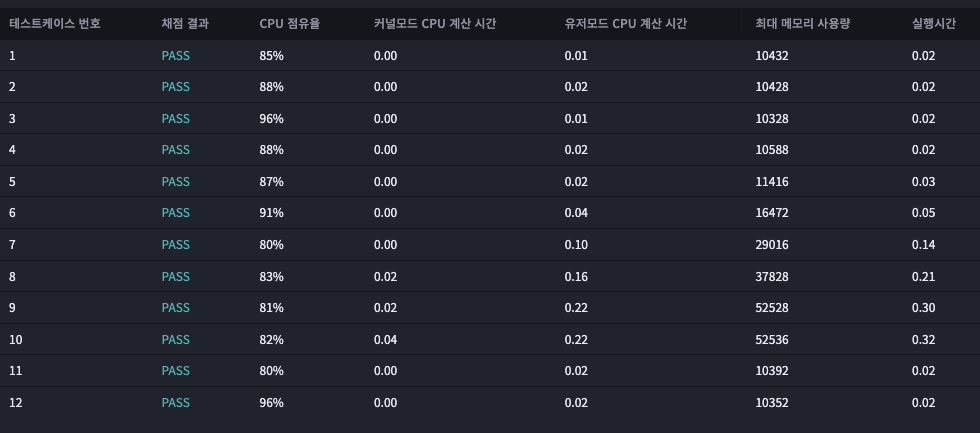 테스트케이스 번호 채점 결과 CPU 점유율 커널모드 CPU 계산 시간 유저모드 CPU 계산 시간 최대 메모리 사용량 실행시간
1 PASS 85% 0.00 0.01 10432 0.02
2 PASS 88% 0.00 0.02 10428 0.02
3 PASS 96% 0.00 0.01 10328 0.02
4 PASS 88% 0.00 0.02 10588 0.02
5 PASS 87% 0.00 0.02 11416 0.03
6 PASS 91% 0.00 0.04 16472 0.05
7 PASS 80% 0.00 0.10 29016 0.14
8 PASS 83% 0.02 0.16 37828 0.21
9 PASS 81% 0.02 0.22 52528 0.30
10 PASS 82% 0.04 0.22 52536 0.32
11 PASS 80% 0.00 0.02 10392 0.02
12 PASS 96% 0.00 0.02 10352 0.02